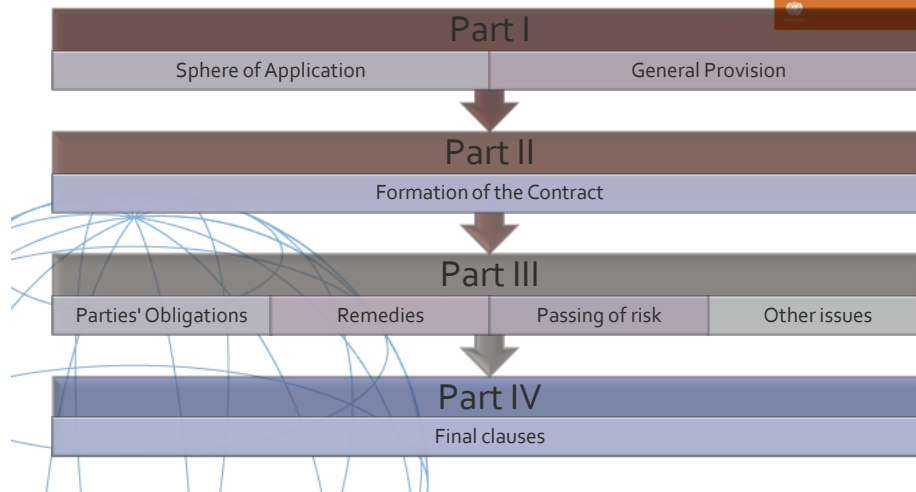 Part I
Sphere of Application
General Provision
Part II
Formation of the Contract
Part III
Parties' Obligations
Remedies
Passing of risk
Other issues
Part IV
Final clauses